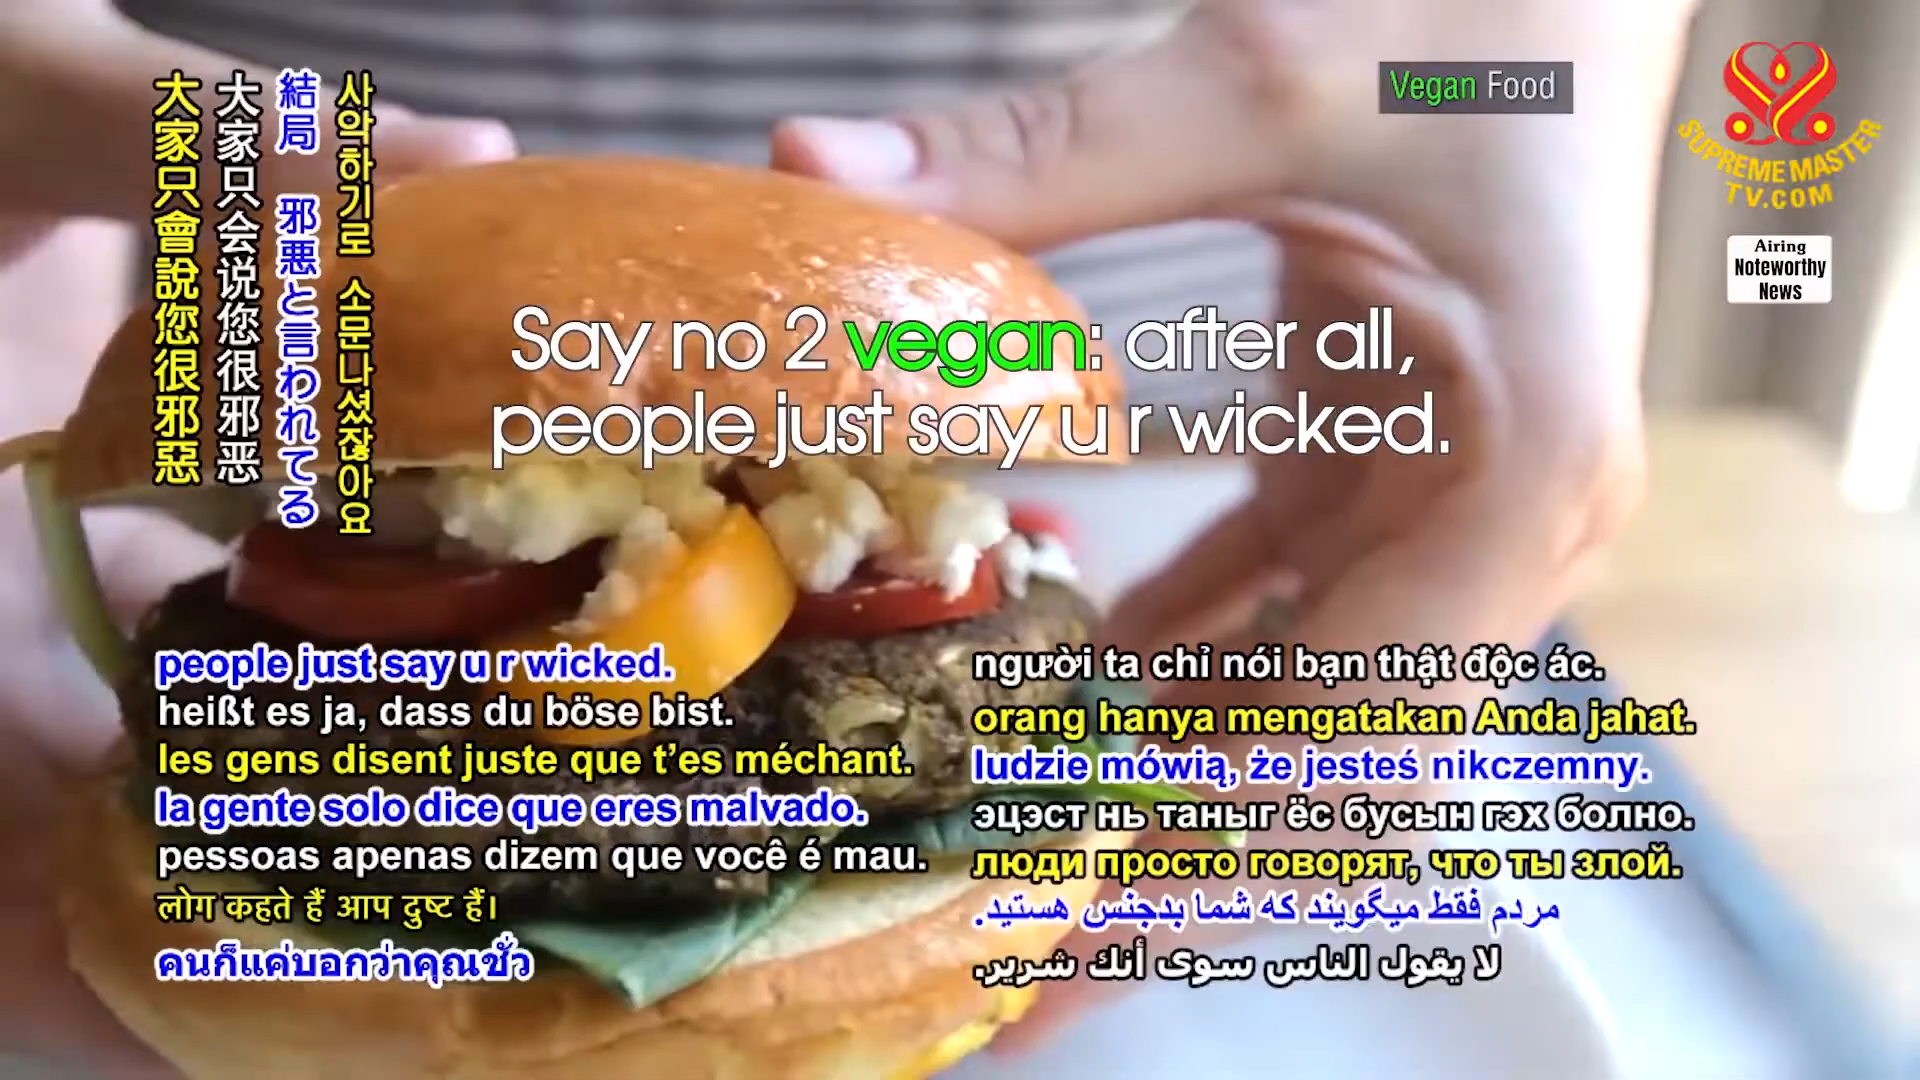 Vegan Food
SUPREME MASTER
TV.COM
Airing
Noteworthy
News
大家只會說您很邪惡
大家只会说您很邪恶
結局 邪悪と言われてる
사악하기로 소문나셨잖아요
Say no 2 vegan: after all,
people just say u r wicked.
people just say u r wicked.
heißt es ja, dass du böse bist.
les gens disent juste que t’es méchant.
la gente solo dice que eres malvado.
pessoas apenas dizem que você é mau.
लोग कहते हैं आप दुष्ट हैं।
คนก็แค่บอกว่าคุณชั่ว
người ta chỉ nói bạn thật độc ác.
orang hanya mengatakan Anda jahat.
ludzie mówią, że jesteś nikczemny.
эцэст нь таныг ёс бусын гэх болно.
люди просто говорят, что ты злой.
مردم فقط میگویند که شما بدجنس هستید.
لا يقول الناس سوى أنك شرير.